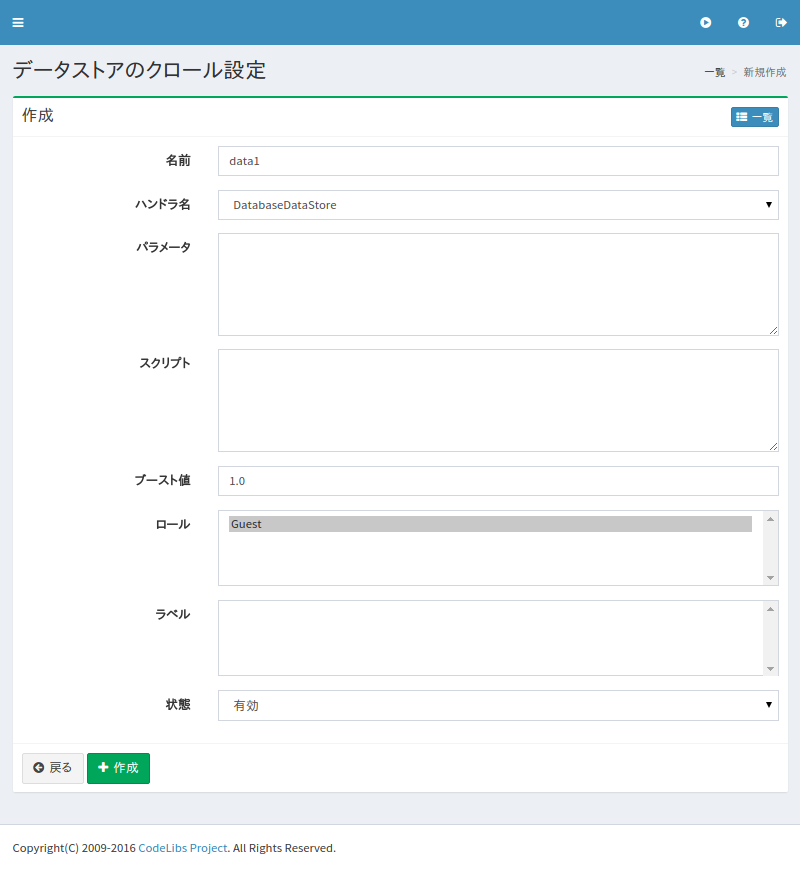 データストアのクロール設定
一覧 > 新規作成
作成
一覧
名前 data1
ハンドラ名 DatabaseDataStore
パラメータ
スクリプト
ブースト値 1.0
ロール Guest
ラベル
状態 有効
戻る 作成
Copyright(C) 2009-2016 CodeLibs Project. All Rights Reserved.